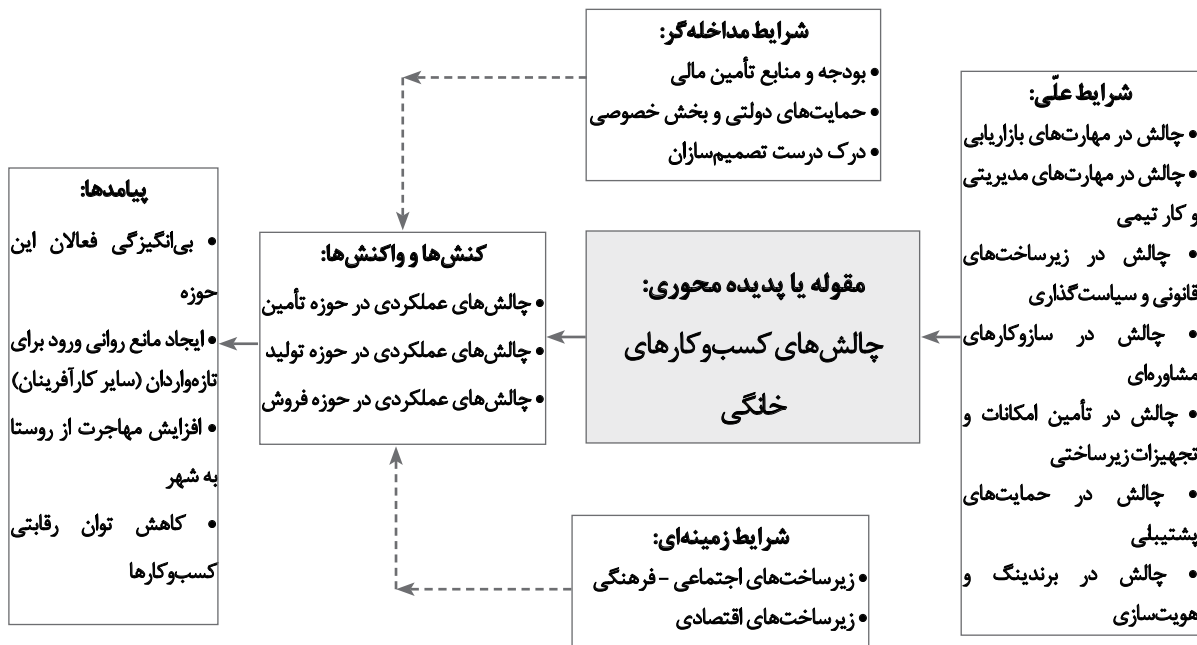 شرایط علّی:
• چالش در مهارت‌های بازاریابی
• چالش در مهارت‌های مدیریتی
و کار تیمی
• چالش در زیرساخت‌های
قانونی و سیاست‌گذاری
• چالش در سازوکارهای
مشاوره‌ای
• چالش در تأمین امکانات و
تجهیزات زیرساختی
• چالش در حمایت‌های
پشتیبانی
• چالش در برندینگ و
هویت‌سازی
شرایط مداخله‌گر:
• بودجه و منابع تأمین مالی
• حمایت‌های دولتی و بخش خصوصی
• درک درست تصمیم‌سازان
مقوله یا پدیده محوری:
چالش‌های کسب‌وکارهای
خانگی
شرایط زمینه‌ای:
• زیرساخت‌های اجتماعی - فرهنگی
• زیرساخت‌های اقتصادی
کنش‌ها و واکنش‌ها:
• چالش‌های عملکردی در حوزه تأمین
• چالش‌های عملکردی در حوزه تولید
• چالش‌های عملکردی در حوزه فروش
پیامدها:
• بی‌انگیزگی فعالان این
حوزه
• ایجاد مانع روانی ورود برای
تازه‌واردان (سایر کارآفرینان)
• افزایش مهاجرت از روستا
به شهر
• کاهش توان رقابتی
کسب‌وکارها